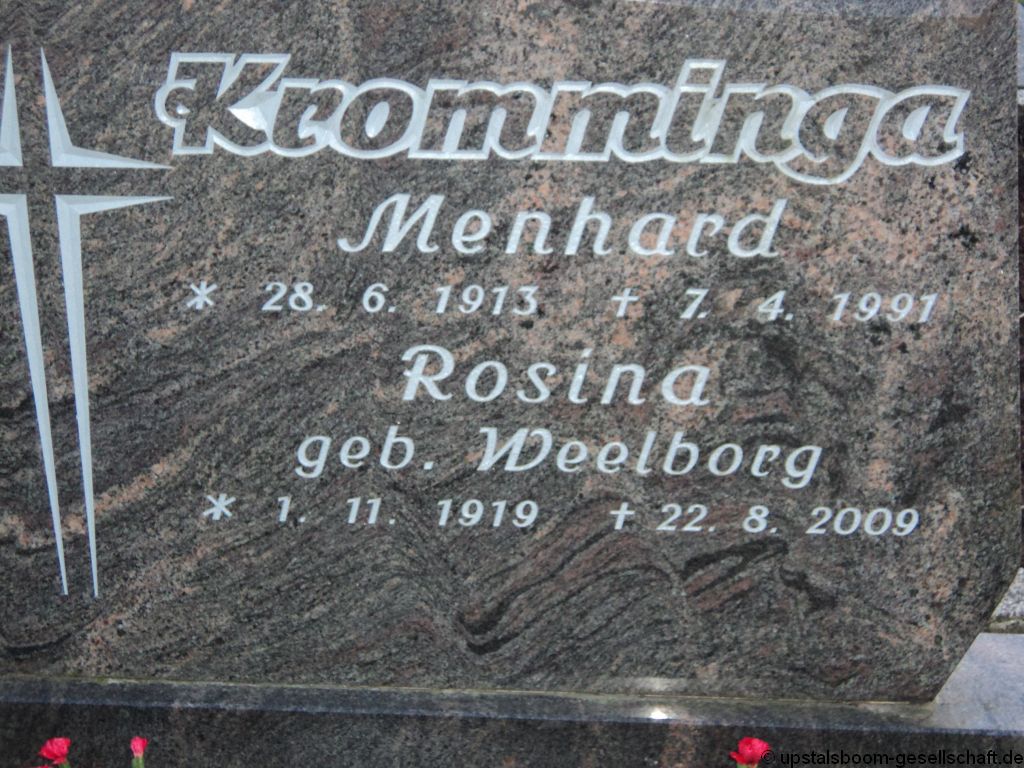 Kromminga
Menhard
* 28. 6. 1913 † 7. 4. 1991
Rosina
geb. Weelborg
* 1. 11. 1919 † 22. 8. 2009
© upstalsboom-gesellschaft.de